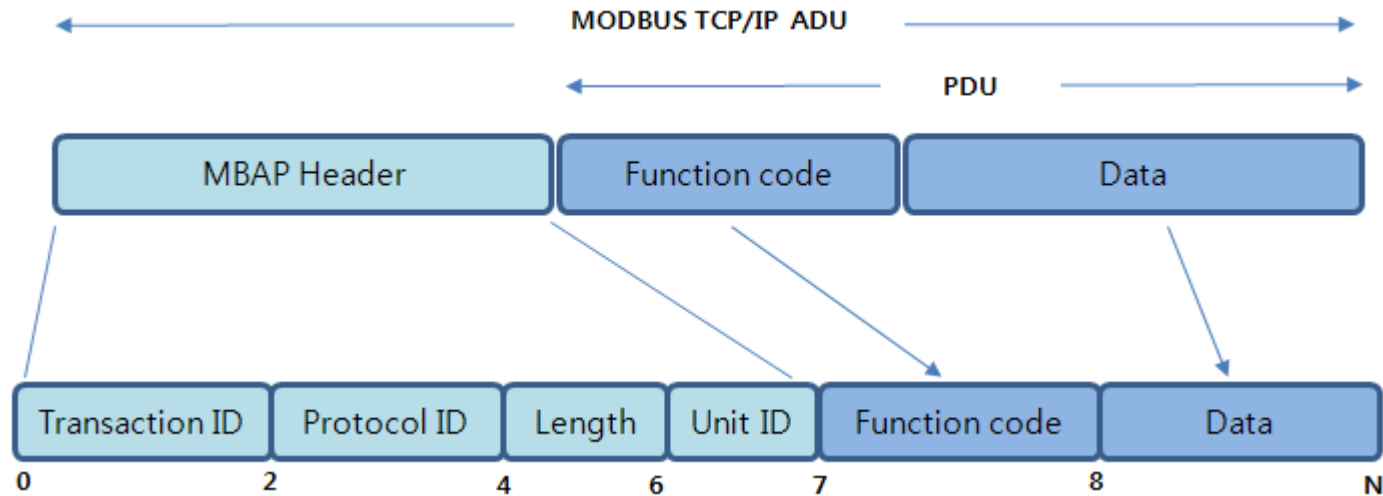 MODBUS TCP/IP ADU
PDU
MBAP Header Function code Data
Transaction ID Protocol ID Length Unit ID Function code Data
0 2 4 6 7 8 N